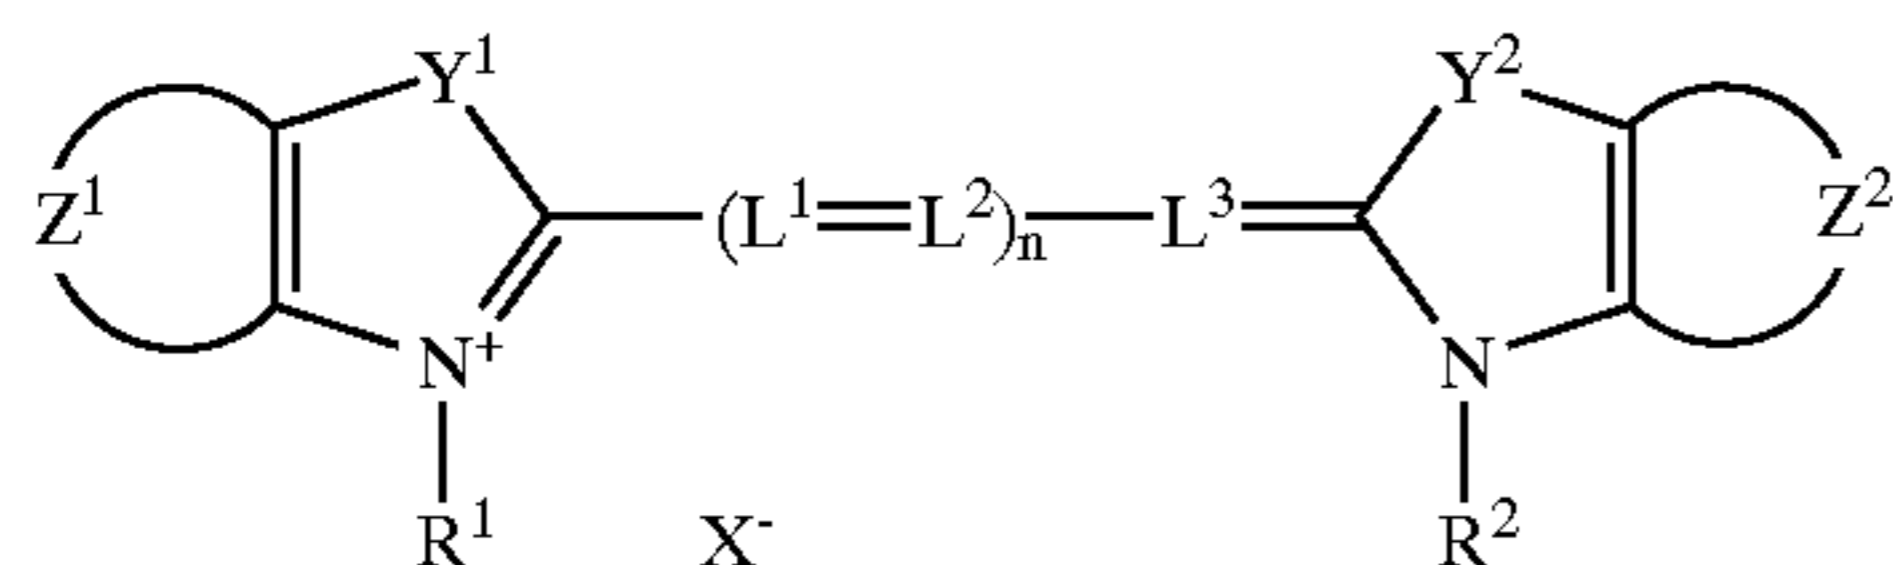 Y¹ Y²
Z¹ (L¹=L²)ₙ—L³= Z²
N⁺ N
R¹ X⁻ R²